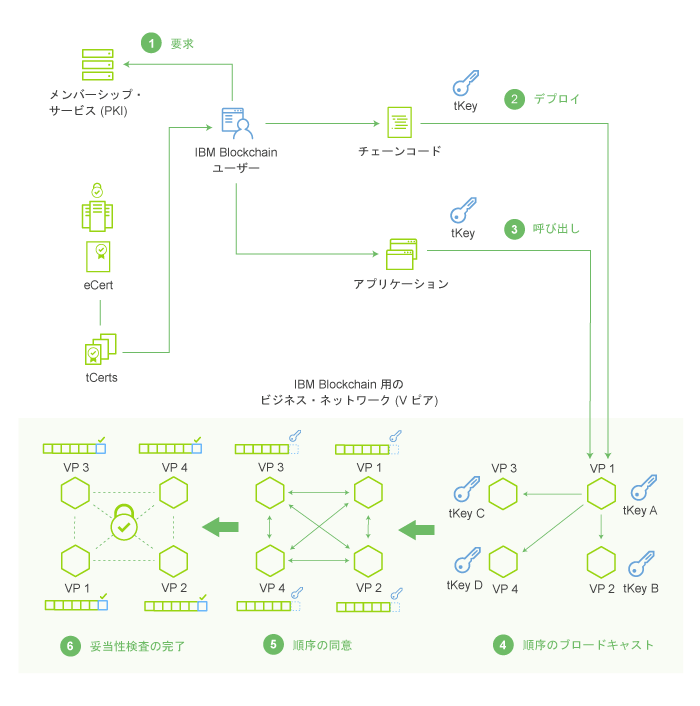 1 要求
メンバーシップ・
サービス (PKI)
tKey
2 デプロイ
IBM Blockchain
ユーザー
チェーンコード
tKey
3 呼び出し
eCert
アプリケーション
tCerts
IBM Blockchain 用の
ビジネス・ネットワーク (V ピア)
VP 3
VP 4
VP 1
VP 2
6 妥当性検査の完了
VP 3
VP 1
VP 4
VP 2
5 順序の同意
VP 3
VP 1
tKey C
tKey A
tKey D
VP 4
VP 2
tKey B
4 順序のブロードキャスト